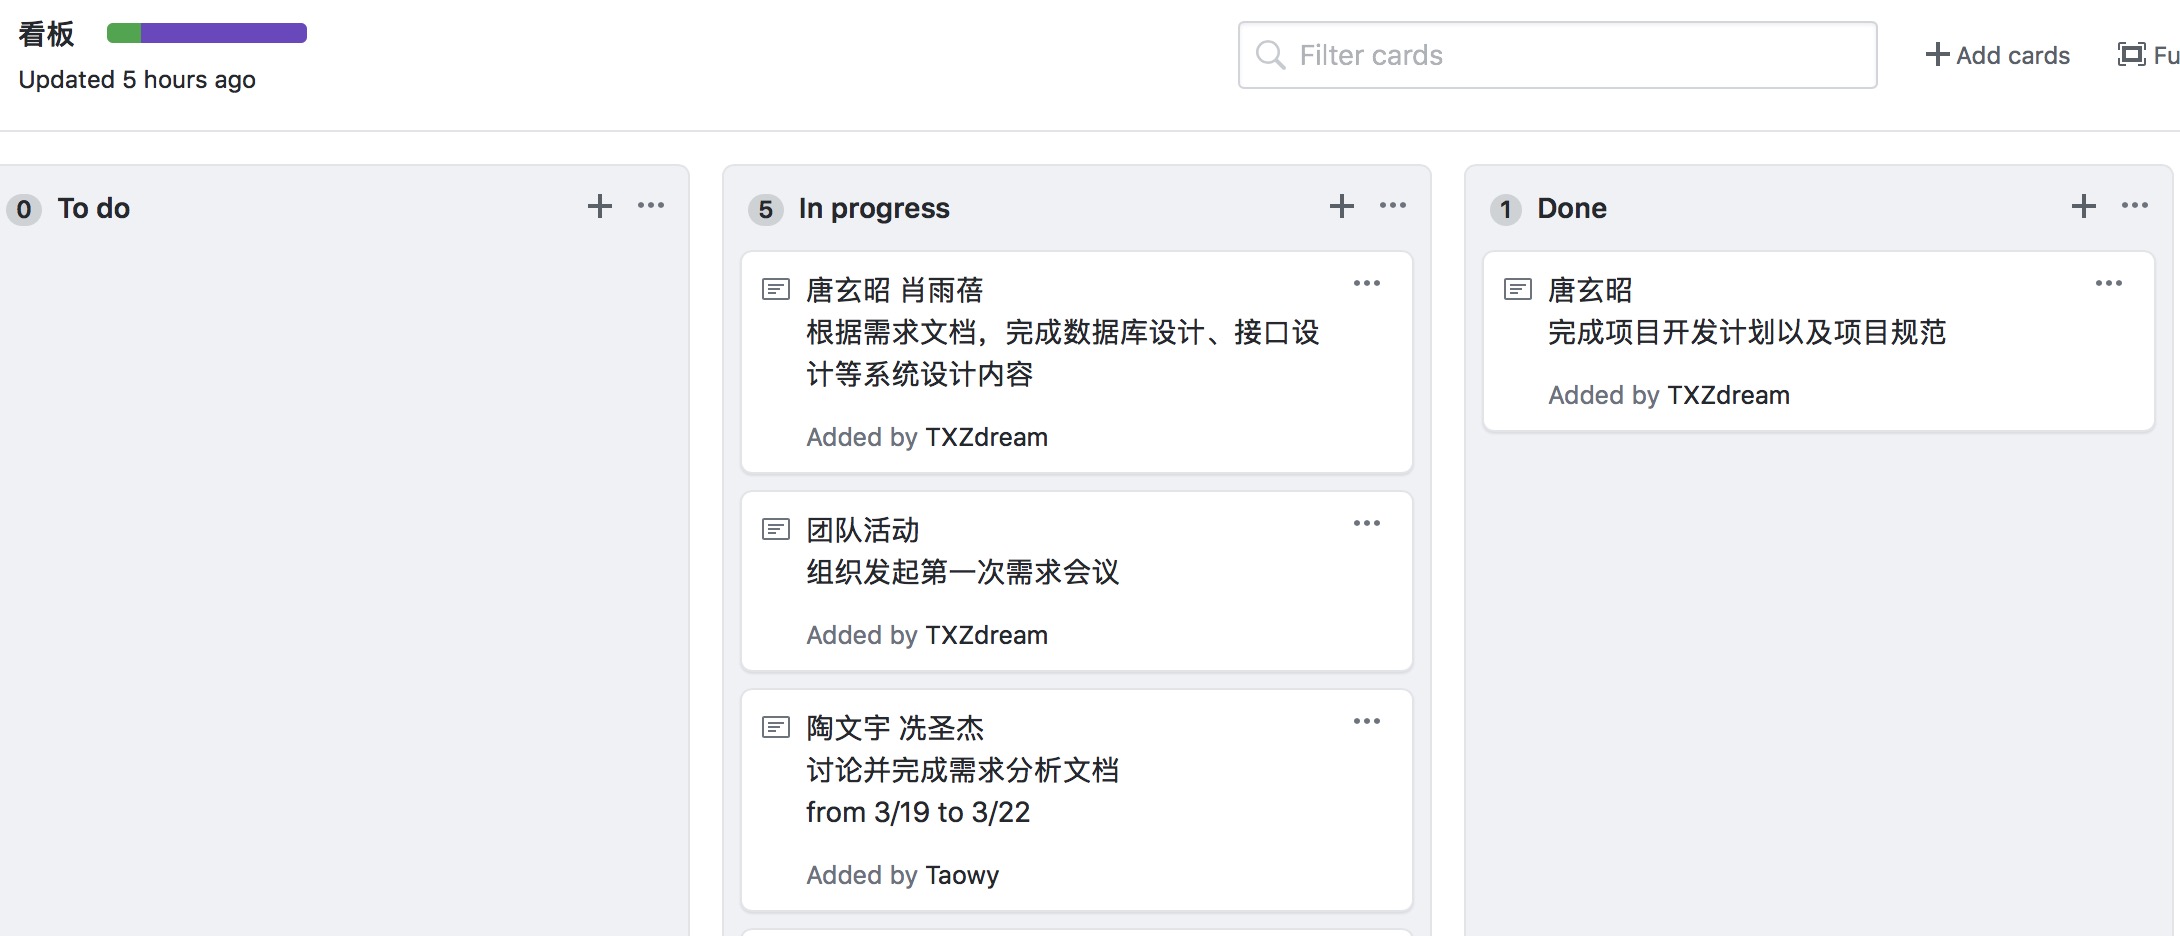 看板
Updated 5 hours ago
Filter cards
Add cards
Fu
0 To do
5 In progress
唐玄昭 肖雨蓓
根据需求文档，完成数据库设计、接口设
计等系统设计内容
Added by TXZdream
团队活动
组织发起第一次需求会议
Added by TXZdream
陶文宇 冼圣杰
讨论并完成需求分析文档
from 3/19 to 3/22
Added by Taowy
1 Done
唐玄昭
完成项目开发计划以及项目规范
Added by TXZdream